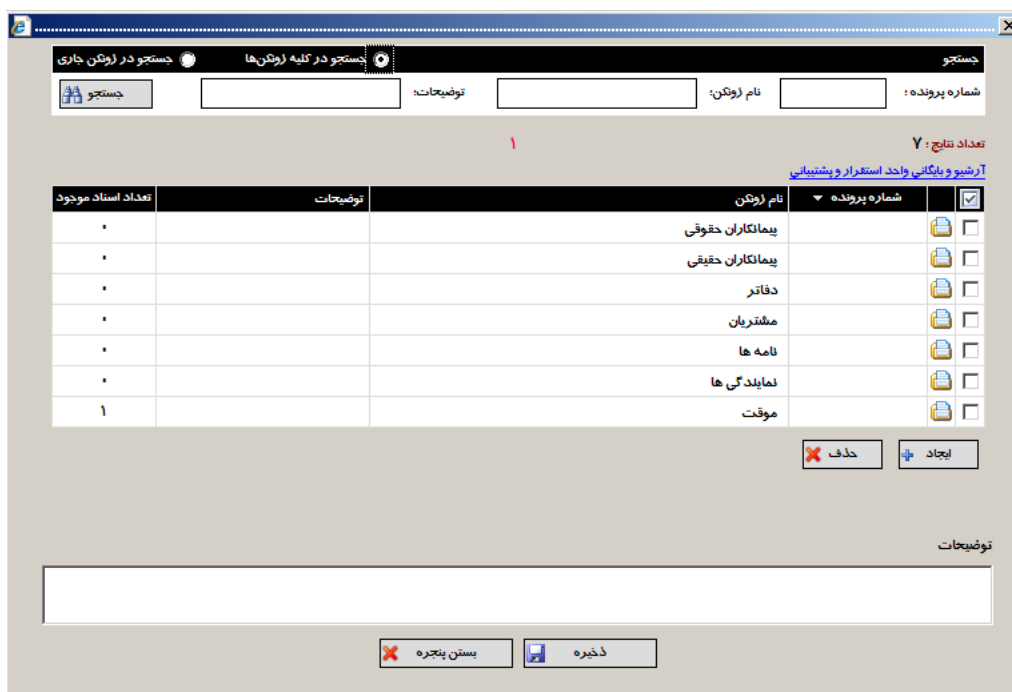 جستجو جستجو در کلیه زونکن‌ها جستجو در زونکن جاری
شماره پرونده : نام زونکن: توضیحات: جستجو
تعداد نتایج : ۷ ۱
آرشیو و بایگانی واحد استقرار و پشتیبانی
شماره پرونده نام زونکن توضیحات تعداد اسناد موجود
پیمانکاران حقوقی ۰
پیمانکاران حقیقی ۰
دفاتر ۰
مشتریان ۰
نامه ها ۰
نمایندگی ها ۰
موقت ۱
ایجاد حذف
توضیحات
ذخیره بستن پنجره